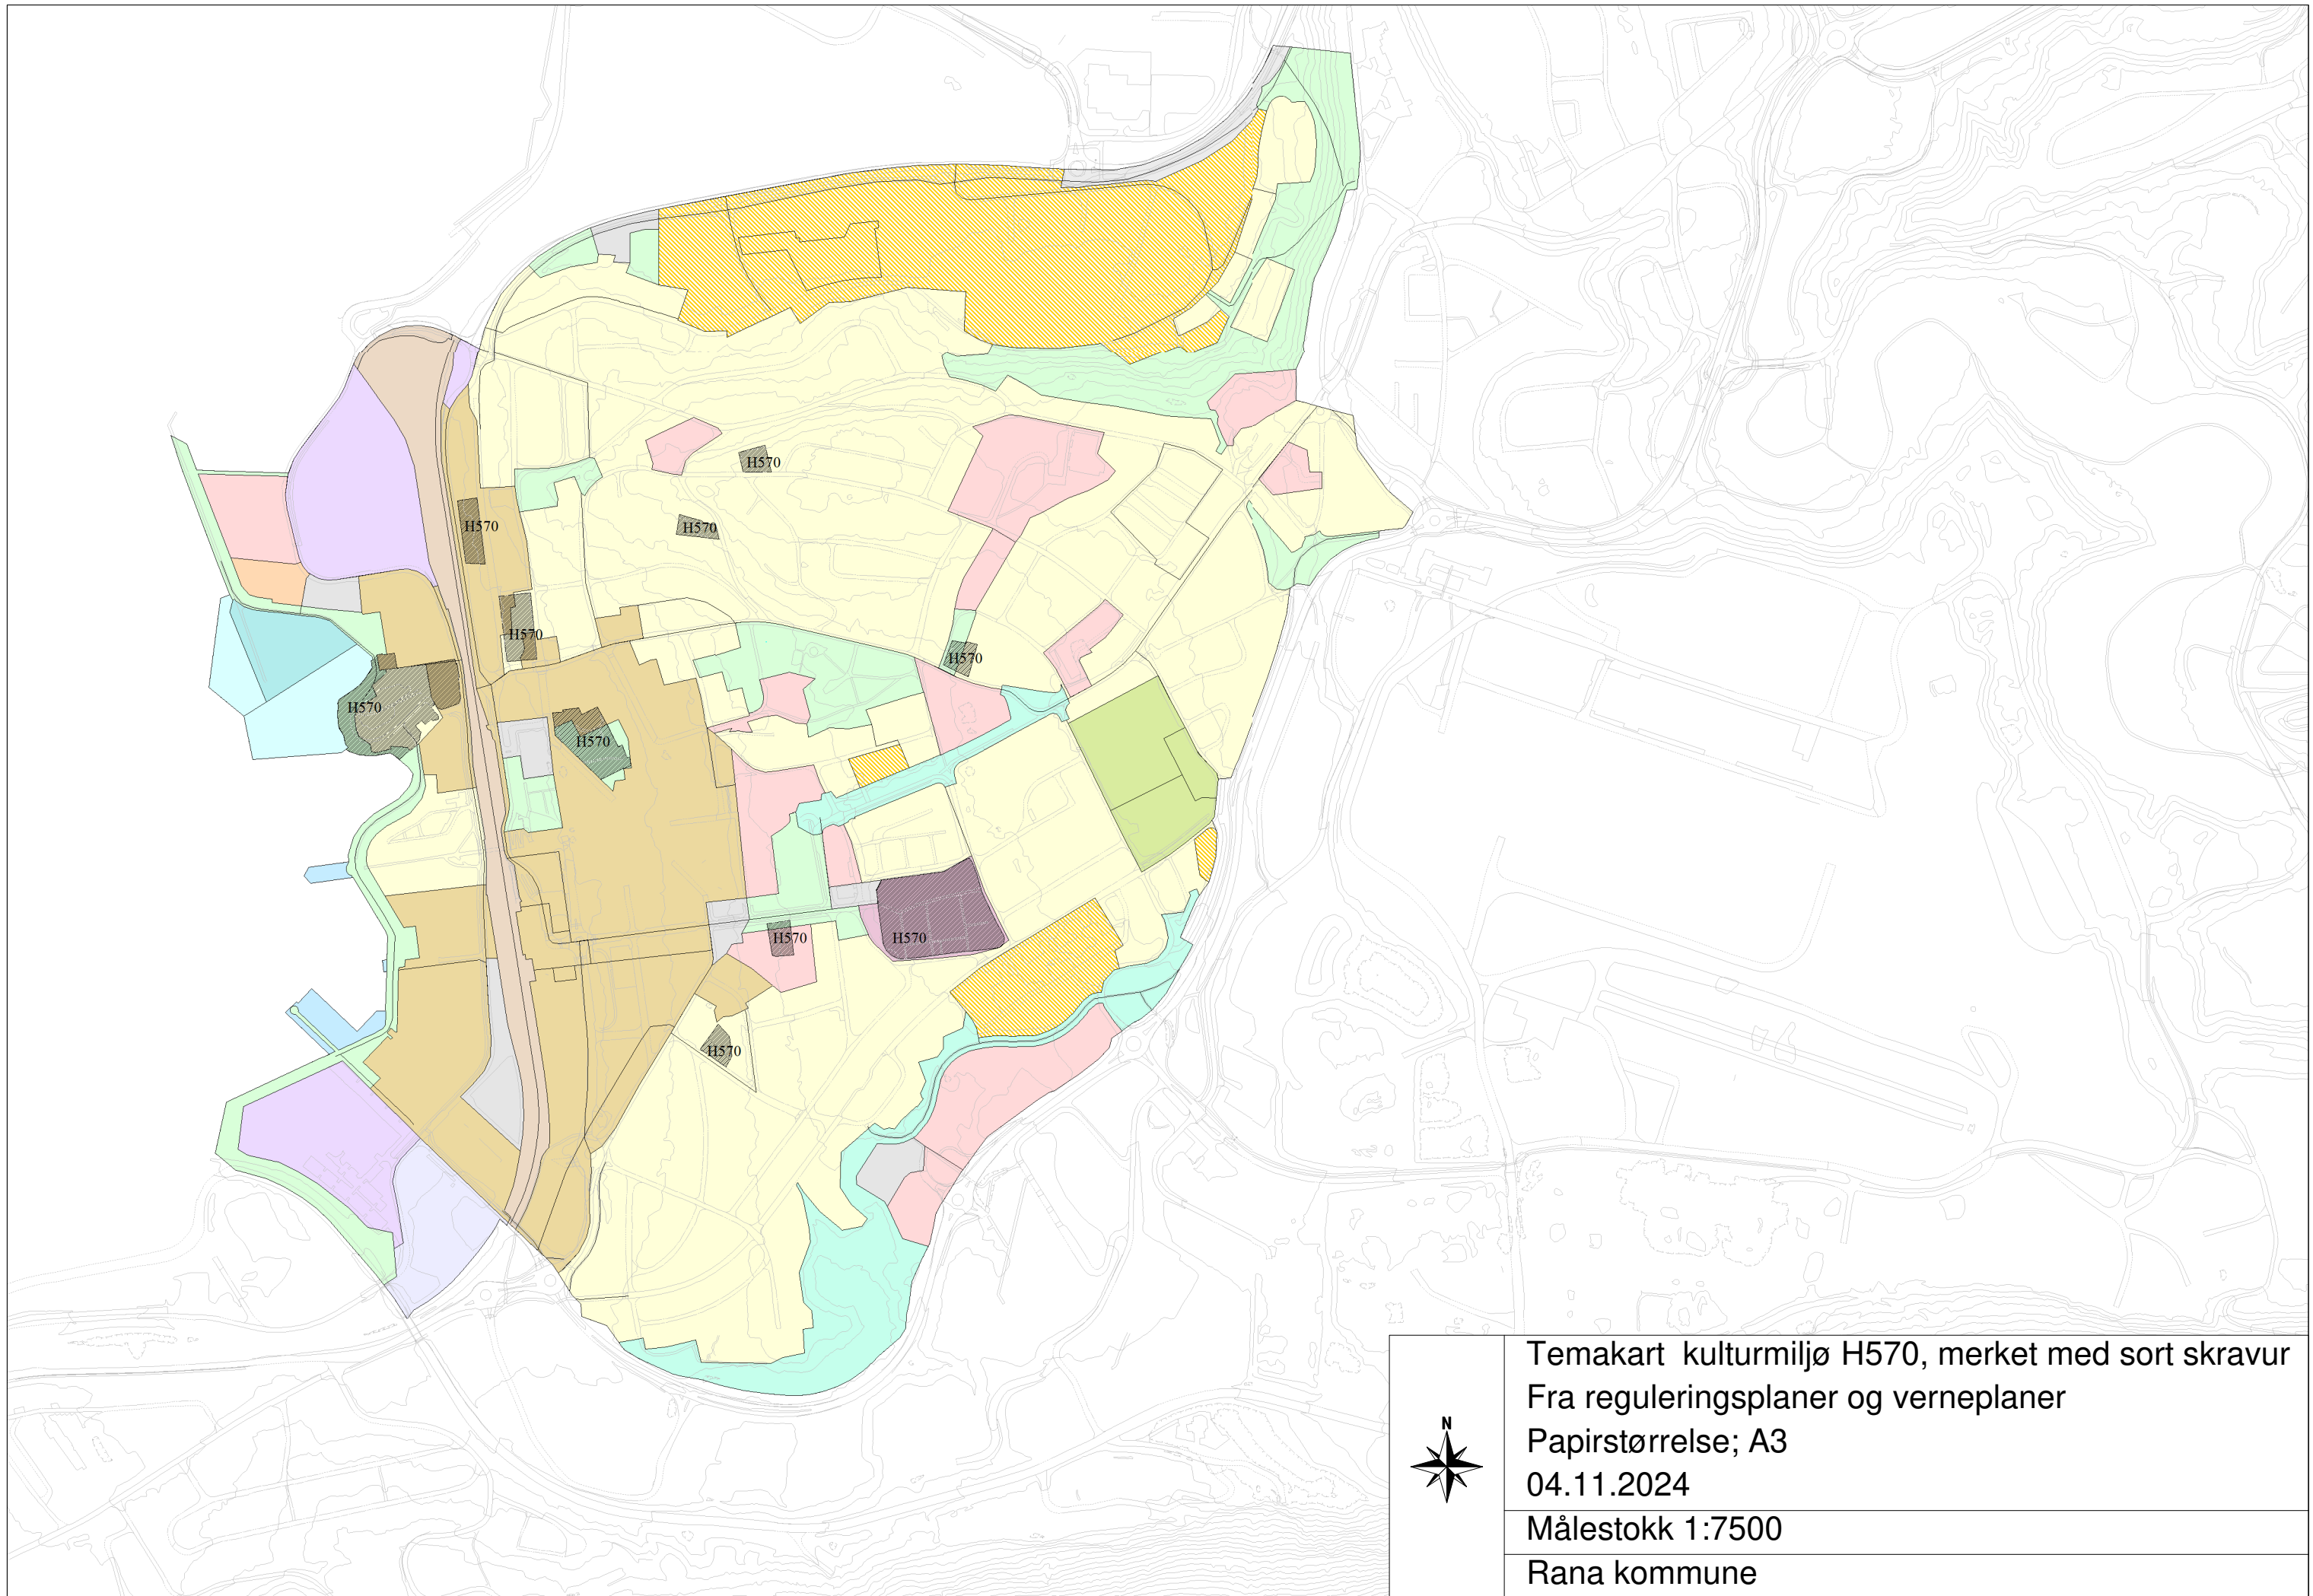 H570
H570
H570
H570
H570
H570
H570
H570
H570
H570
H570
N
Temakart kulturmiljø H570, merket med sort skravur
Fra reguleringsplaner og verneplaner
Papirstørrelse; A3
04.11.2024
Målestokk 1:7500
Rana kommune